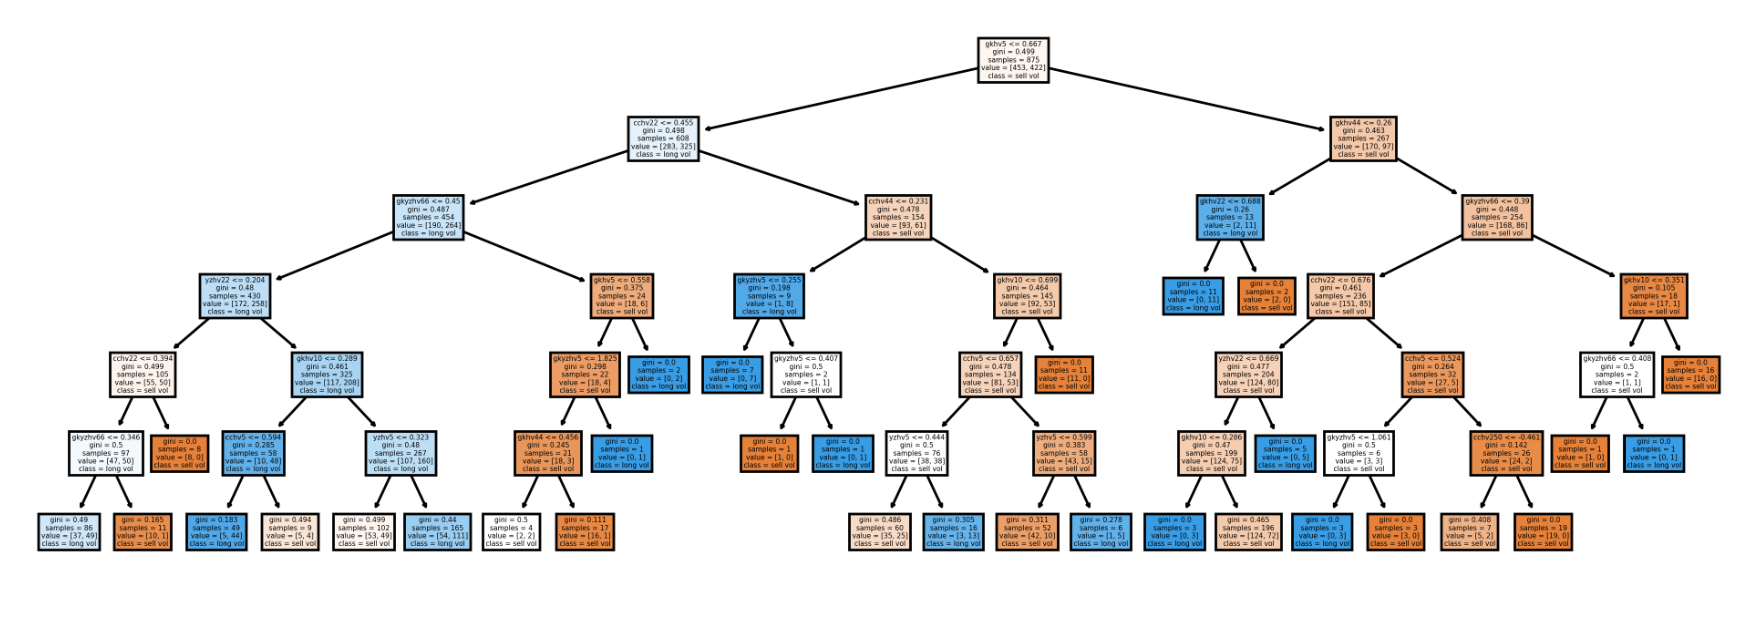 gkhv5 <= 0.667
gini = 0.499
samples = 875
value = [453, 422]
class = sell vol
cchv22 <= 0.455
gini = 0.498
samples = 608
value = [283, 325]
class = long vol
gkhv44 <= 0.26
gini = 0.463
samples = 267
value = [170, 97]
class = sell vol
gkyzhv66 <= 0.45
gini = 0.487
samples = 454
value = [190, 264]
class = long vol
cchv44 <= 0.231
gini = 0.478
samples = 154
value = [93, 61]
class = sell vol
gkhv22 <= 0.688
gini = 0.26
samples = 13
value = [2, 11]
class = long vol
gkyzhv66 <= 0.39
gini = 0.448
samples = 254
value = [168, 86]
class = sell vol
yzhv22 <= 0.204
gini = 0.48
samples = 430
value = [172, 258]
class = long vol
gkhv5 <= 0.558
gini = 0.375
samples = 24
value = [18, 6]
class = sell vol
gkyzhv5 <= 0.255
gini = 0.198
samples = 9
value = [1, 8]
class = long vol
gkhv10 <= 0.699
gini = 0.464
samples = 145
value = [92, 53]
class = sell vol
gini = 0.0
samples = 11
value = [0, 11]
class = long vol
gini = 0.0
samples = 2
value = [2, 0]
class = sell vol
cchv22 <= 0.676
gini = 0.461
samples = 236
value = [151, 85]
class = sell vol
gkhv10 <= 0.351
gini = 0.105
samples = 18
value = [17, 1]
class = sell vol
cchv22 <= 0.394
gini = 0.499
samples = 105
value = [55, 50]
class = sell vol
gkhv10 <= 0.289
gini = 0.461
samples = 325
value = [117, 208]
class = long vol
gkyzhv5 <= 1.825
gini = 0.298
samples = 22
value = [18, 4]
class = sell vol
gini = 0.0
samples = 2
value = [0, 2]
class = long vol
gini = 0.0
samples = 7
value = [0, 7]
class = long vol
gkyzhv5 <= 0.407
gini = 0.5
samples = 2
value = [1, 1]
class = sell vol
cchv5 <= 0.657
gini = 0.478
samples = 134
value = [81, 53]
class = sell vol
gini = 0.0
samples = 11
value = [11, 0]
class = sell vol
yzhv22 <= 0.669
gini = 0.477
samples = 204
value = [124, 80]
class = sell vol
cchv5 <= 0.524
gini = 0.264
samples = 32
value = [27, 5]
class = sell vol
gkyzhv66 <= 0.408
gini = 0.5
samples = 2
value = [1, 1]
class = sell vol
gini = 0.0
samples = 16
value = [16, 0]
class = sell vol
gkyzhv66 <= 0.346
gini = 0.5
samples = 97
value = [47, 50]
class = long vol
gini = 0.0
samples = 8
value = [8, 0]
class = sell vol
cchv5 <= 0.594
gini = 0.285
samples = 58
value = [10, 48]
class = long vol
yzhv5 <= 0.323
gini = 0.48
samples = 267
value = [107, 160]
class = long vol
gkhv44 <= 0.456
gini = 0.245
samples = 21
value = [18, 3]
class = sell vol
gini = 0.0
samples = 1
value = [0, 1]
class = long vol
gini = 0.0
samples = 1
value = [1, 0]
class = sell vol
gini = 0.0
samples = 1
value = [0, 1]
class = long vol
yzhv5 <= 0.444
gini = 0.5
samples = 76
value = [38, 38]
class = sell vol
yzhv5 <= 0.599
gini = 0.383
samples = 58
value = [43, 15]
class = sell vol
gkhv10 <= 0.286
gini = 0.47
samples = 199
value = [124, 75]
class = sell vol
gini = 0.0
samples = 5
value = [0, 5]
class = long vol
gkyzhv5 <= 1.061
gini = 0.5
samples = 6
value = [3, 3]
class = sell vol
cchv250 <= -0.461
gini = 0.142
samples = 26
value = [24, 2]
class = sell vol
gini = 0.0
samples = 1
value = [1, 0]
class = sell vol
gini = 0.0
samples = 1
value = [0, 1]
class = long vol
gini = 0.49
samples = 86
value = [37, 49]
class = long vol
gini = 0.165
samples = 11
value = [10, 1]
class = sell vol
gini = 0.183
samples = 49
value = [5, 44]
class = long vol
gini = 0.494
samples = 9
value = [5, 4]
class = sell vol
gini = 0.499
samples = 102
value = [53, 49]
class = sell vol
gini = 0.44
samples = 165
value = [54, 111]
class = long vol
gini = 0.5
samples = 4
value = [2, 2]
class = sell vol
gini = 0.111
samples = 17
value = [16, 1]
class = sell vol
gini = 0.486
samples = 60
value = [35, 25]
class = sell vol
gini = 0.305
samples = 16
value = [3, 13]
class = long vol
gini = 0.311
samples = 52
value = [42, 10]
class = sell vol
gini = 0.278
samples = 6
value = [1, 5]
class = long vol
gini = 0.0
samples = 3
value = [0, 3]
class = long vol
gini = 0.465
samples = 196
value = [124, 72]
class = sell vol
gini = 0.0
samples = 3
value = [0, 3]
class = long vol
gini = 0.0
samples = 3
value = [3, 0]
class = sell vol
gini = 0.408
samples = 7
value = [5, 2]
class = sell vol
gini = 0.0
samples = 19
value = [19, 0]
class = sell vol